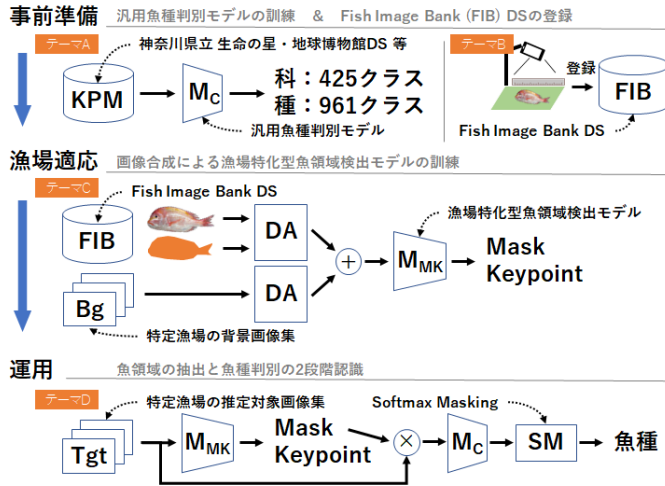 事前準備
汎用魚種判別モデルの訓練 & Fish Image Bank (FIB) DSの登録
テーマA
神奈川県立 生命の星・地球博物館DS 等
KPM
MC
科：425クラス
種：961クラス
汎用魚種判別モデル
テーマB
登録
FIB
Fish Image Bank DS
漁場適応
画像合成による漁場特化型魚領域検出モデルの訓練
テーマC
Fish Image Bank DS
FIB
DA
漁場特化型魚領域検出モデル
+
MMK
Mask
Keypoint
Bg
DA
特定漁場の背景画像集
運用
魚領域の抽出と魚種判別の2段階認識
テーマD
特定漁場の推定対象画像集
Softmax Masking
Tgt
MMK
Mask
Keypoint
×
MC
SM
魚種